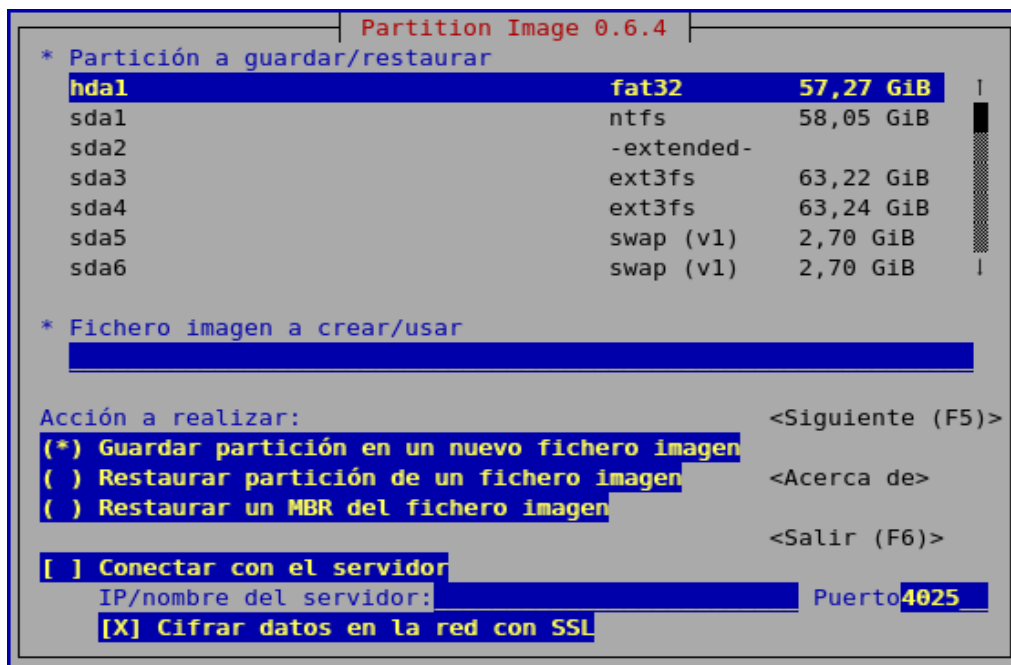 Partition Image 0.6.4
* Partición a guardar/restaurar
hda1 fat32 57,27 GiB
sda1 ntfs 58,05 GiB
sda2 -extended-
sda3 ext3fs 63,22 GiB
sda4 ext3fs 63,24 GiB
sda5 swap (v1) 2,70 GiB
sda6 swap (v1) 2,70 GiB
* Fichero imagen a crear/usar
Acción a realizar: <Siguiente (F5)>
(*) Guardar partición en un nuevo fichero imagen
( ) Restaurar partición de un fichero imagen <Acerca de>
( ) Restaurar un MBR del fichero imagen
<Salir (F6)>
[ ] Conectar con el servidor
IP/nombre del servidor: Puerto 4025
[X] Cifrar datos en la red con SSL